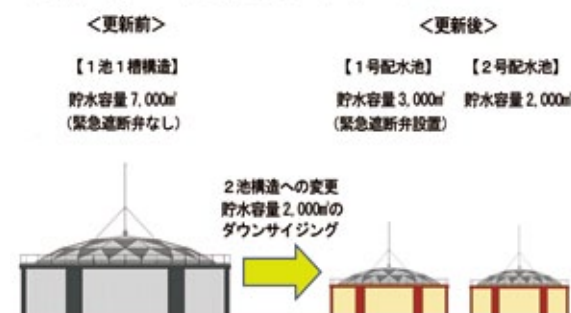 <更新前>
<更新後>
【1池1槽構造】
【1号配水池】
【2号配水池】
貯水容量 7,000㎥
(緊急遮断弁なし)
貯水容量 3,000㎥
(緊急遮断弁設置)
貯水容量 2,000㎥
2池構造への変更
貯水容量 2,000㎥の
ダウンサイジング